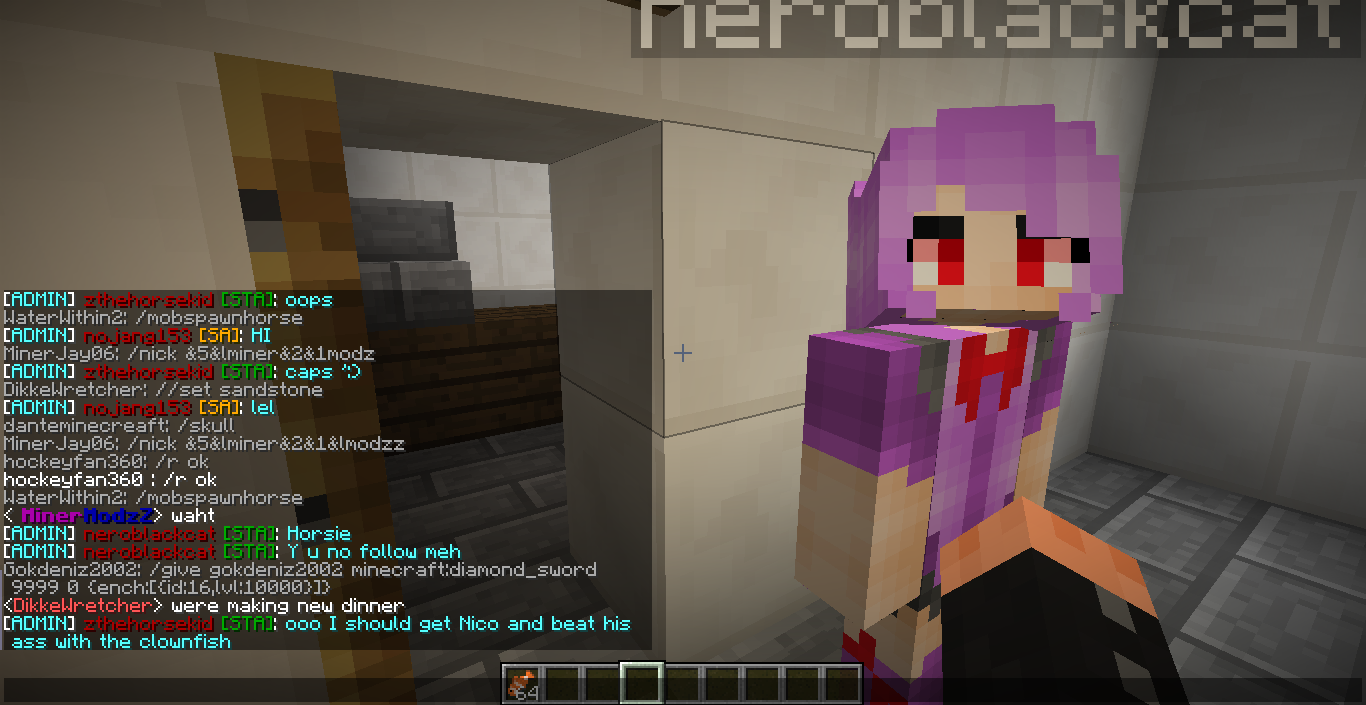 neroblackcat
[ADMIN] zthehorsekid [STA]: oops
WaterWithin2: /mobspawnhorse
[ADMIN] nojang153 [SA]: HI
MinerJay06: /nick &5&lminer&2&1modz
[ADMIN] zthehorsekid [STA]: caps ':)
DikkeWretcher: //set sandstone
[ADMIN] nojang153 [SA]: lel
danteminecreaft: /skull
MinerJay06: /nick &5&lminer&2&1&lmodzz
hockeyfan360: /r ok
hockeyfan360 : /r ok
WaterWithin2: /mobspawnhorse
< MinerModzZ> waht
[ADMIN] neroblackcat [STA]: Horsie
[ADMIN] neroblackcat [STA]: Y u no follow meh
Gokdeniz2002: /give gokdeniz2002 minecraft:diamond_sword
9999 0 {ench:[{id:16,lvl:10000}]}
<DikkeWretcher> were making new dinner
[ADMIN] zthehorsekid [STA]: ooo I should get Nico and beat his
ass with the clownfish
64